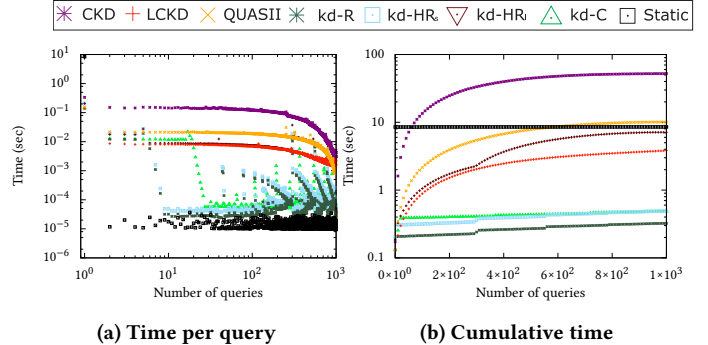 CKD LCKD QUASII kd-R kd-HRₛ kd-HRₗ kd-C Static
10¹
10⁰
10⁻¹
10⁻²
10⁻³
10⁻⁴
10⁻⁵
10⁻⁶
Time (sec)
10⁰ 10¹ 10² 10³
Number of queries
(a) Time per query
100
10
1
0.1
Time (sec)
0×10⁰ 2×10² 4×10² 6×10² 8×10² 1×10³
Number of queries
(b) Cumulative time